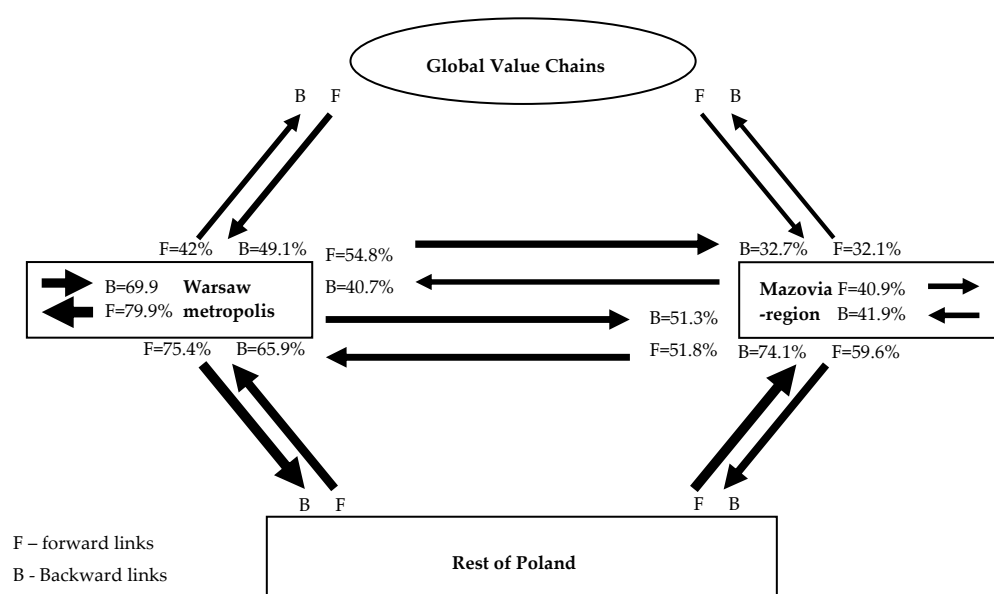 Global Value Chains
B F
F B
F=42% B=49.1%
F=54.8%
B=32.7% F=32.1%
B=40.7%
B=69.9 Warsaw
F=79.9% metropolis
Mazovia F=40.9%
-region B=41.9%
B=51.3%
F=51.8%
F=75.4% B=65.9%
B=74.1% F=59.6%
B F
F B
Rest of Poland
F – forward links
B - Backward links